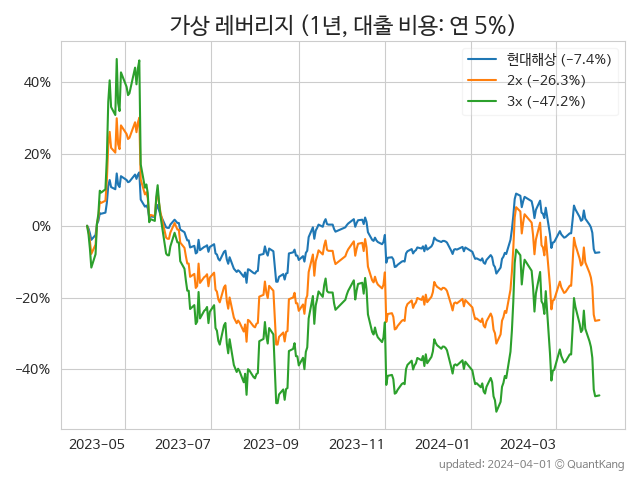 가상 레버리지 (1년, 대출 비용: 연 5%)
현대해상 (−7.4%)
2x (−26.3%)
3x (−47.2%)
40%
20%
0%
−20%
−40%
2023−05 2023−07 2023−09 2023−11 2024−01 2024−03
updated: 2024-04-01 © QuantKang